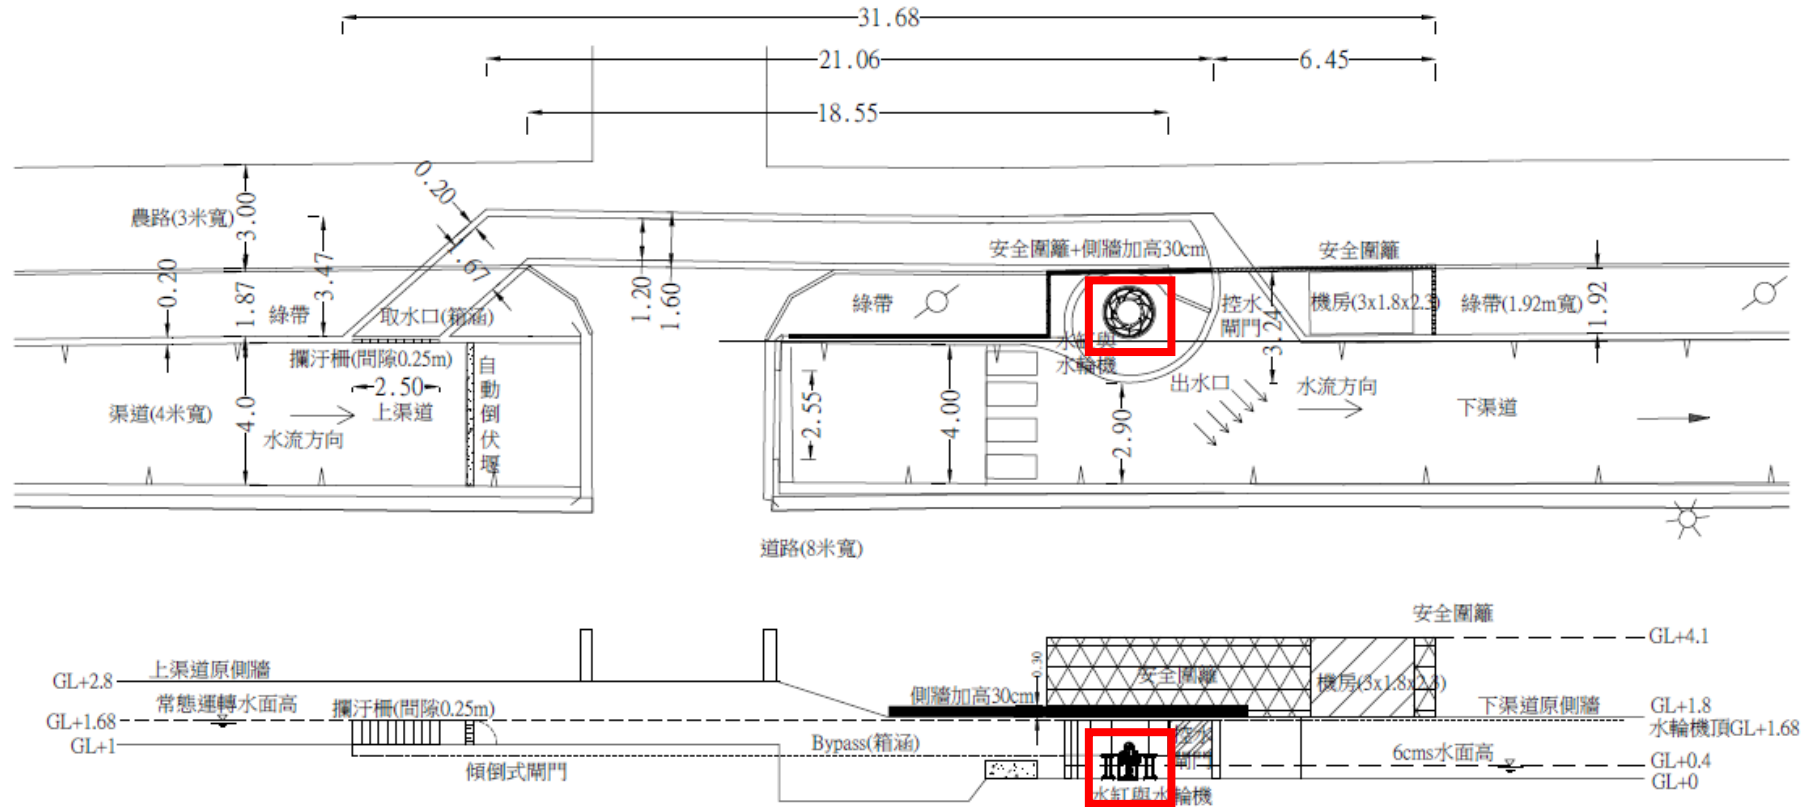 31.68
21.06
6.45
18.55
0.20
農路(3米寬)
3.00
3.47
1.67
安全圍籬+側牆加高30cm
安全圍籬
0.20
1.87
綠帶
取水口(箱涵)
1.20
1.60
綠帶
控水
閘門
3.24
機房(3x1.8x2.3)
綠帶(1.92m寬)
1.92
攔汙柵(間隙0.25m)
水缸與
水輪機
2.50
自動倒伏堰
出水口
水流方向
渠道(4米寬)
4.0
上渠道
水流方向
2.55
4.00
2.90
下渠道
道路(8米寬)
安全圍籬
GL+4.1
上渠道原側牆
GL+2.8
0.30
安全圍籬
機房(3x1.8x2.3)
側牆加高30cm
常態運轉水面高
攔汙柵(間隙0.25m)
下渠道原側牆
GL+1.8
GL+1.68
水輪機頂GL+1.68
GL+1
Bypass(箱涵)
控水
閘門
6cms水面高
GL+0.4
傾倒式閘門
GL+0
水缸與水輪機